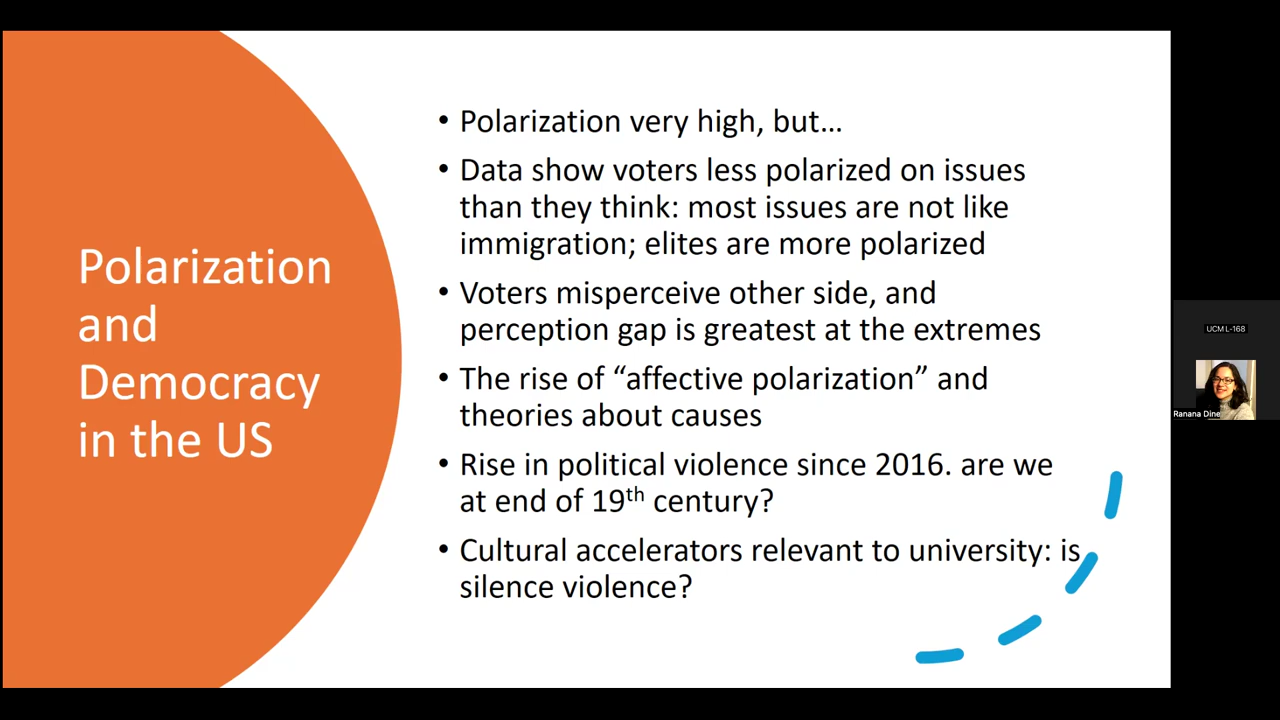 Polarization
and
Democracy
in the US
• Polarization very high, but…
• Data show voters less polarized on issues
than they think: most issues are not like
immigration; elites are more polarized
• Voters misperceive other side, and
perception gap is greatest at the extremes
• The rise of “affective polarization” and
theories about causes
• Rise in political violence since 2016. are we
at end of 19th century?
• Cultural accelerators relevant to university: is
silence violence?
UCM L-168
Ranana Dine